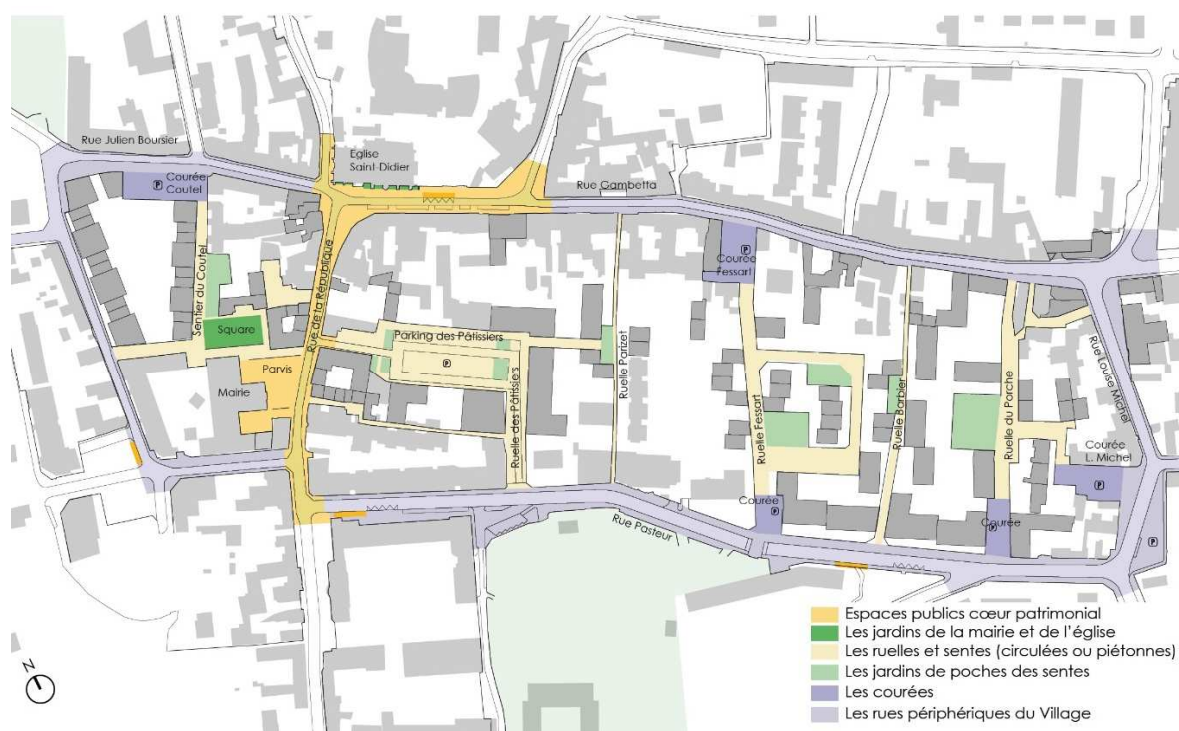 Rue Julien Boursier
Eglise
Saint-Didier
Courée
Coutel
P
Rue Gambetta
Sentier du Coutel
Rue de la République
Courée
Fessart
P
Square
Parking des Pâtissiers
P
Parvis
Mairie
Ruelle des Pâtissiers
Ruelle Parizet
Ruelle Fessart
Ruelle Barbier
Ruelle du Porche
Rue Louise Michel
Courée
L. Michel
P
Courée
P
Courée
P
P
Rue Pasteur
N
Espaces publics cœur patrimonial
Les jardins de la mairie et de l'église
Les ruelles et sentes (circulées ou piétonnes)
Les jardins de poches des sentes
Les courées
Les rues périphériques du Village